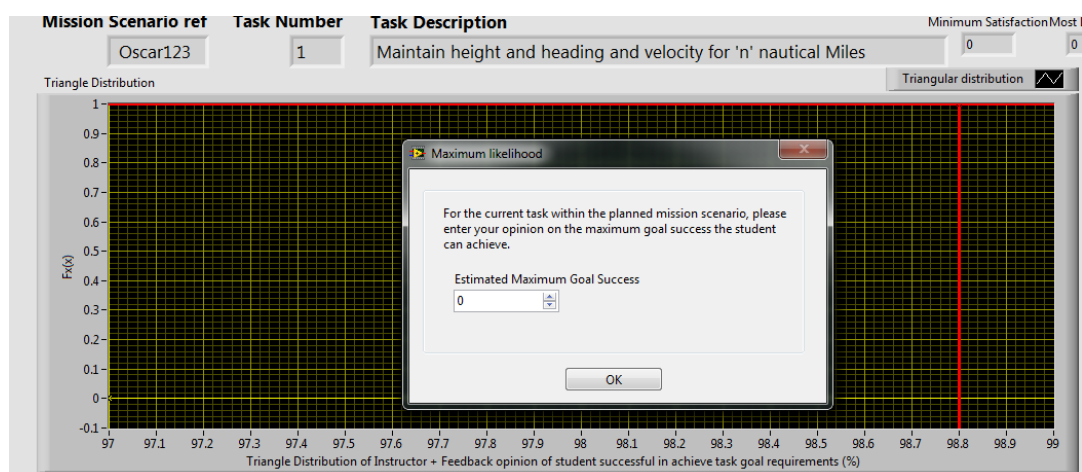 Mission Scenario ref Task Number Task Description Minimum Satisfaction Most
Oscar123 1 Maintain height and heading and velocity for 'n' nautical Miles 0 0
Triangle Distribution Triangular distribution
Maximum likelihood
For the current task within the planned mission scenario, please
enter your opinion on the maximum goal success the student
can achieve.
Estimated Maximum Goal Success
0
OK
Fx(x)
1
0.9
0.8
0.7
0.6
0.5
0.4
0.3
0.2
0.1
0
-0.1
97 97.1 97.2 97.3 97.4 97.5 97.6 97.7 97.8 97.9 98 98.1 98.2 98.3 98.4 98.5 98.6 98.7 98.8 98.9 99
Triangle Distribution of Instructor + Feedback opinion of student successful in achieve task goal requirements (%)